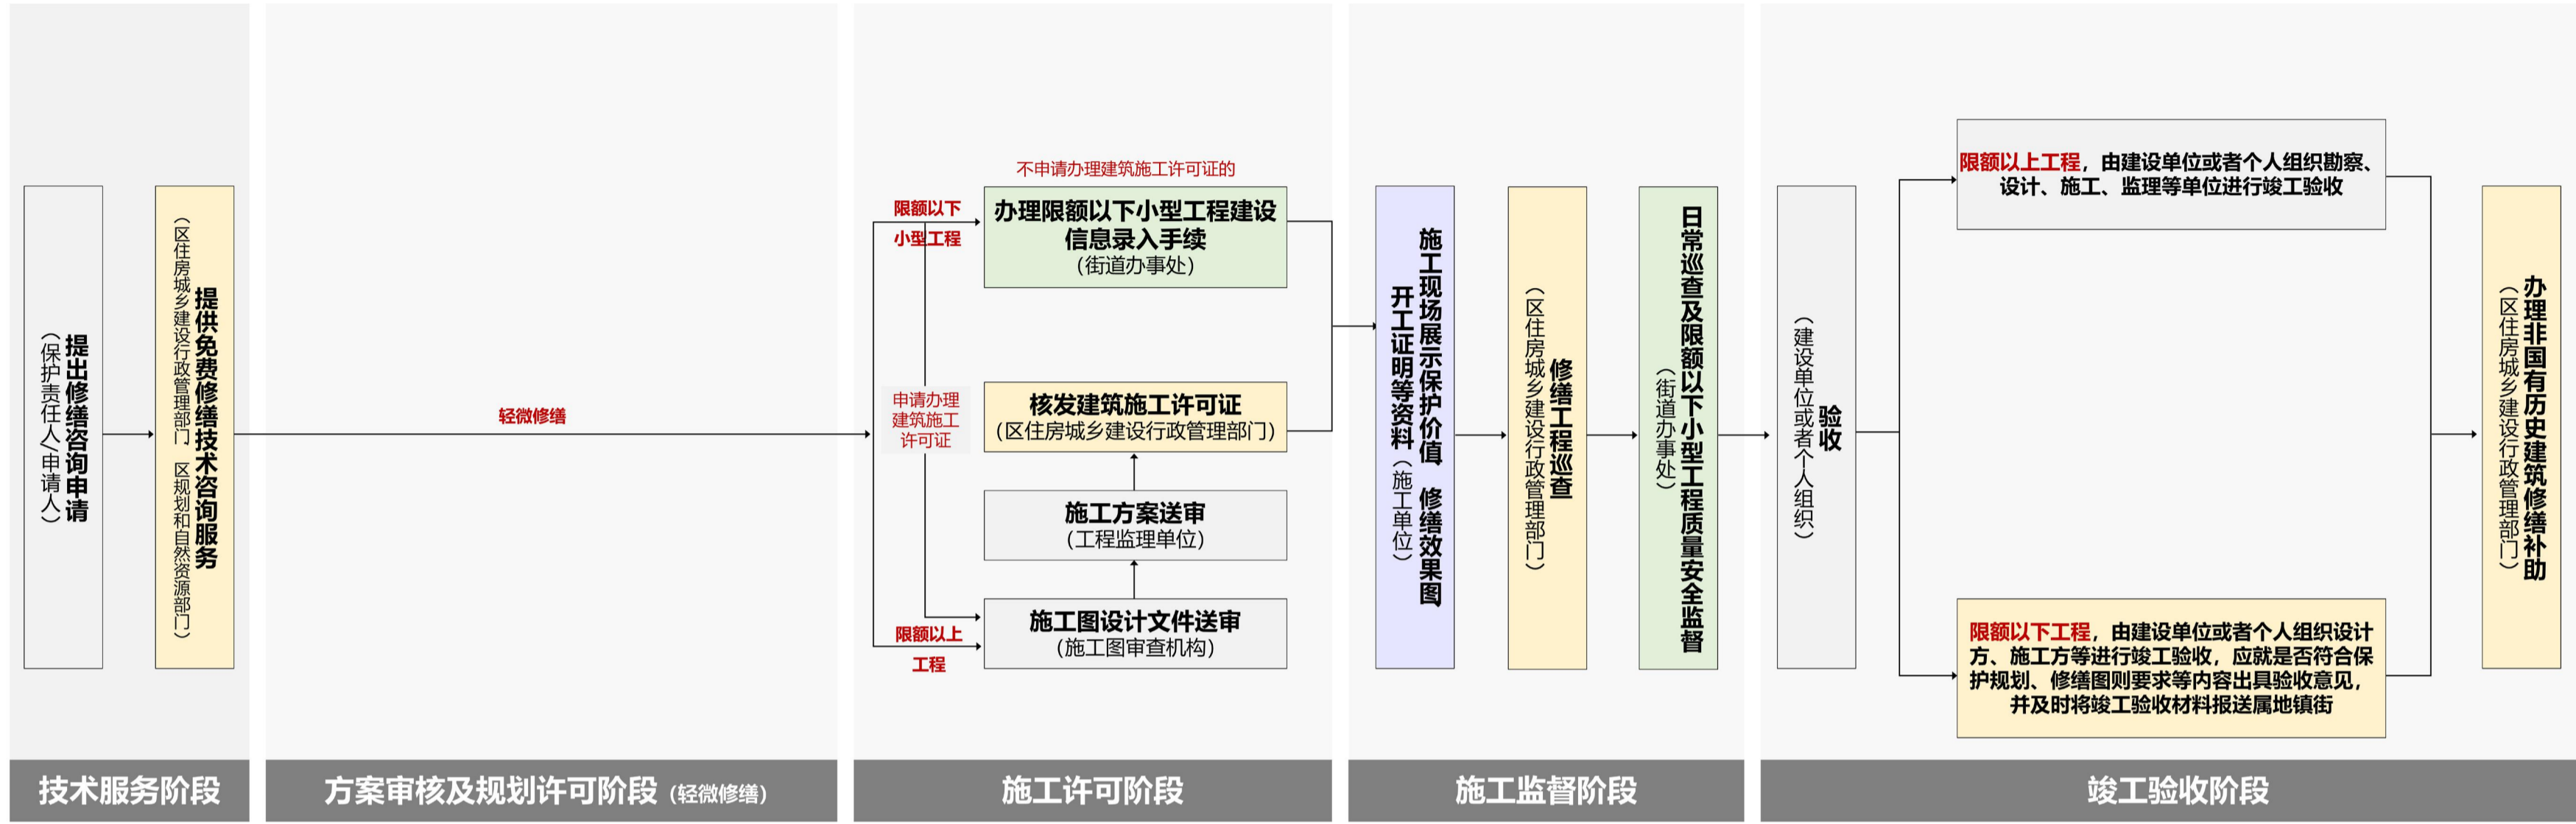 提出修缮咨询申请
（保护责任人/申请人）
提供免费修缮技术咨询服务
（区住房城乡建设行政管理部门、区规划和自然资源部门）
技术服务阶段
轻微修缮
方案审核及规划许可阶段（轻微修缮）
不申请办理建筑施工许可证的
限额以下
小型工程
办理限额以下小型工程建设
信息录入手续
（街道办事处）
申请办理
建筑施工
许可证
核发建筑施工许可证
（区住房城乡建设行政管理部门）
施工方案送审
（工程监理单位）
限额以上
工程
施工图设计文件送审
（施工图审查机构）
施工许可阶段
施工现场展示保护价值、修缮效果图、
开工证明等资料（施工单位）
修缮工程巡查
（区住房城乡建设行政管理部门）
日常巡查及限额以下小型工程质量安全监督
（街道办事处）
施工监督阶段
验收
（建设单位或者个人组织）
限额以上工程，由建设单位或者个人组织勘察、
设计、施工、监理等单位进行竣工验收
限额以下工程，由建设单位或者个人组织设计
方、施工方等进行竣工验收，应就是否符合保
护规划、修缮图则要求等内容出具验收意见，
并及时将竣工验收材料报送属地镇街
办理非国有历史建筑修缮补助
（区住房城乡建设行政管理部门）
竣工验收阶段